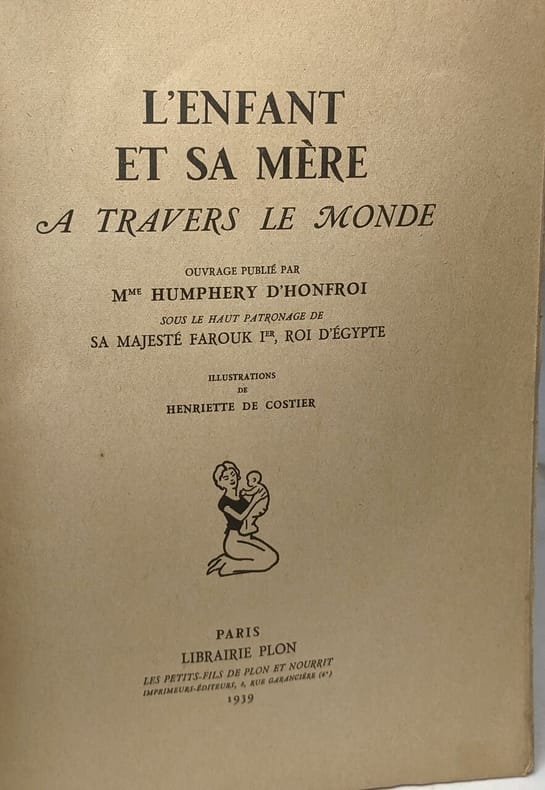 L'ENFANT
ET SA MÈRE
A TRAVERS LE MONDE
OUVRAGE PUBLIÉ PAR
MME HUMPHERY D'HONFROI
SOUS LE HAUT PATRONAGE DE
SA MAJESTÉ FAROUK IER, ROI D'ÉGYPTE
ILLUSTRATIONS
DE
HENRIETTE DE COSTIER
PARIS
LIBRAIRIE PLON
LES PETITS-FILS DE PLON ET NOURRIT
IMPRIMEURS-ÉDITEURS, 8, RUE GARANCIÈRE (6e)
1939